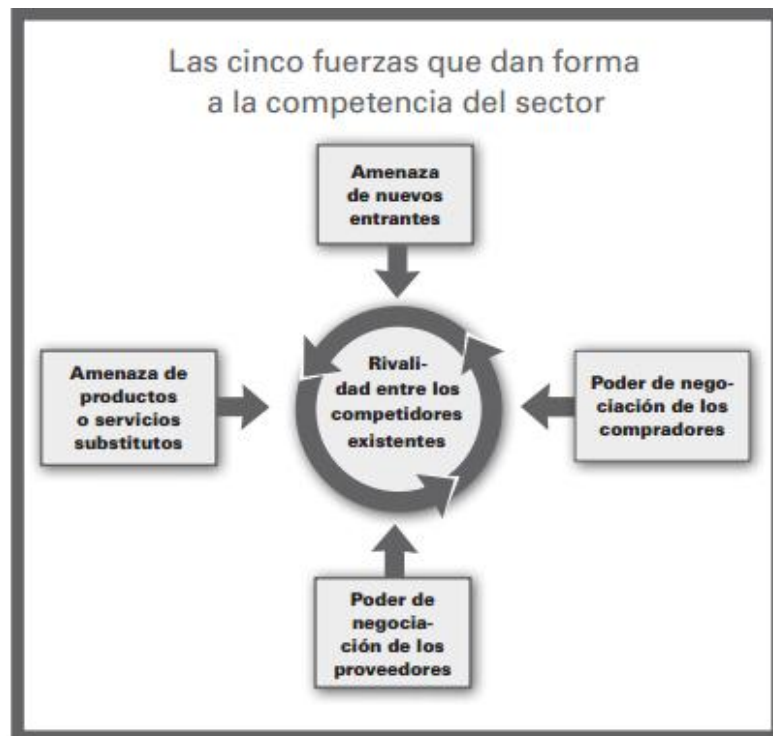 Las cinco fuerzas que dan forma
a la competencia del sector
Amenaza
de nuevos
entrantes
Amenaza de
productos
o servicios
substitutos
Rivali-
dad entre los
competidores
existentes
Poder de nego-
ciación de los
compradores
Poder de
negocia-
ción de los
proveedores